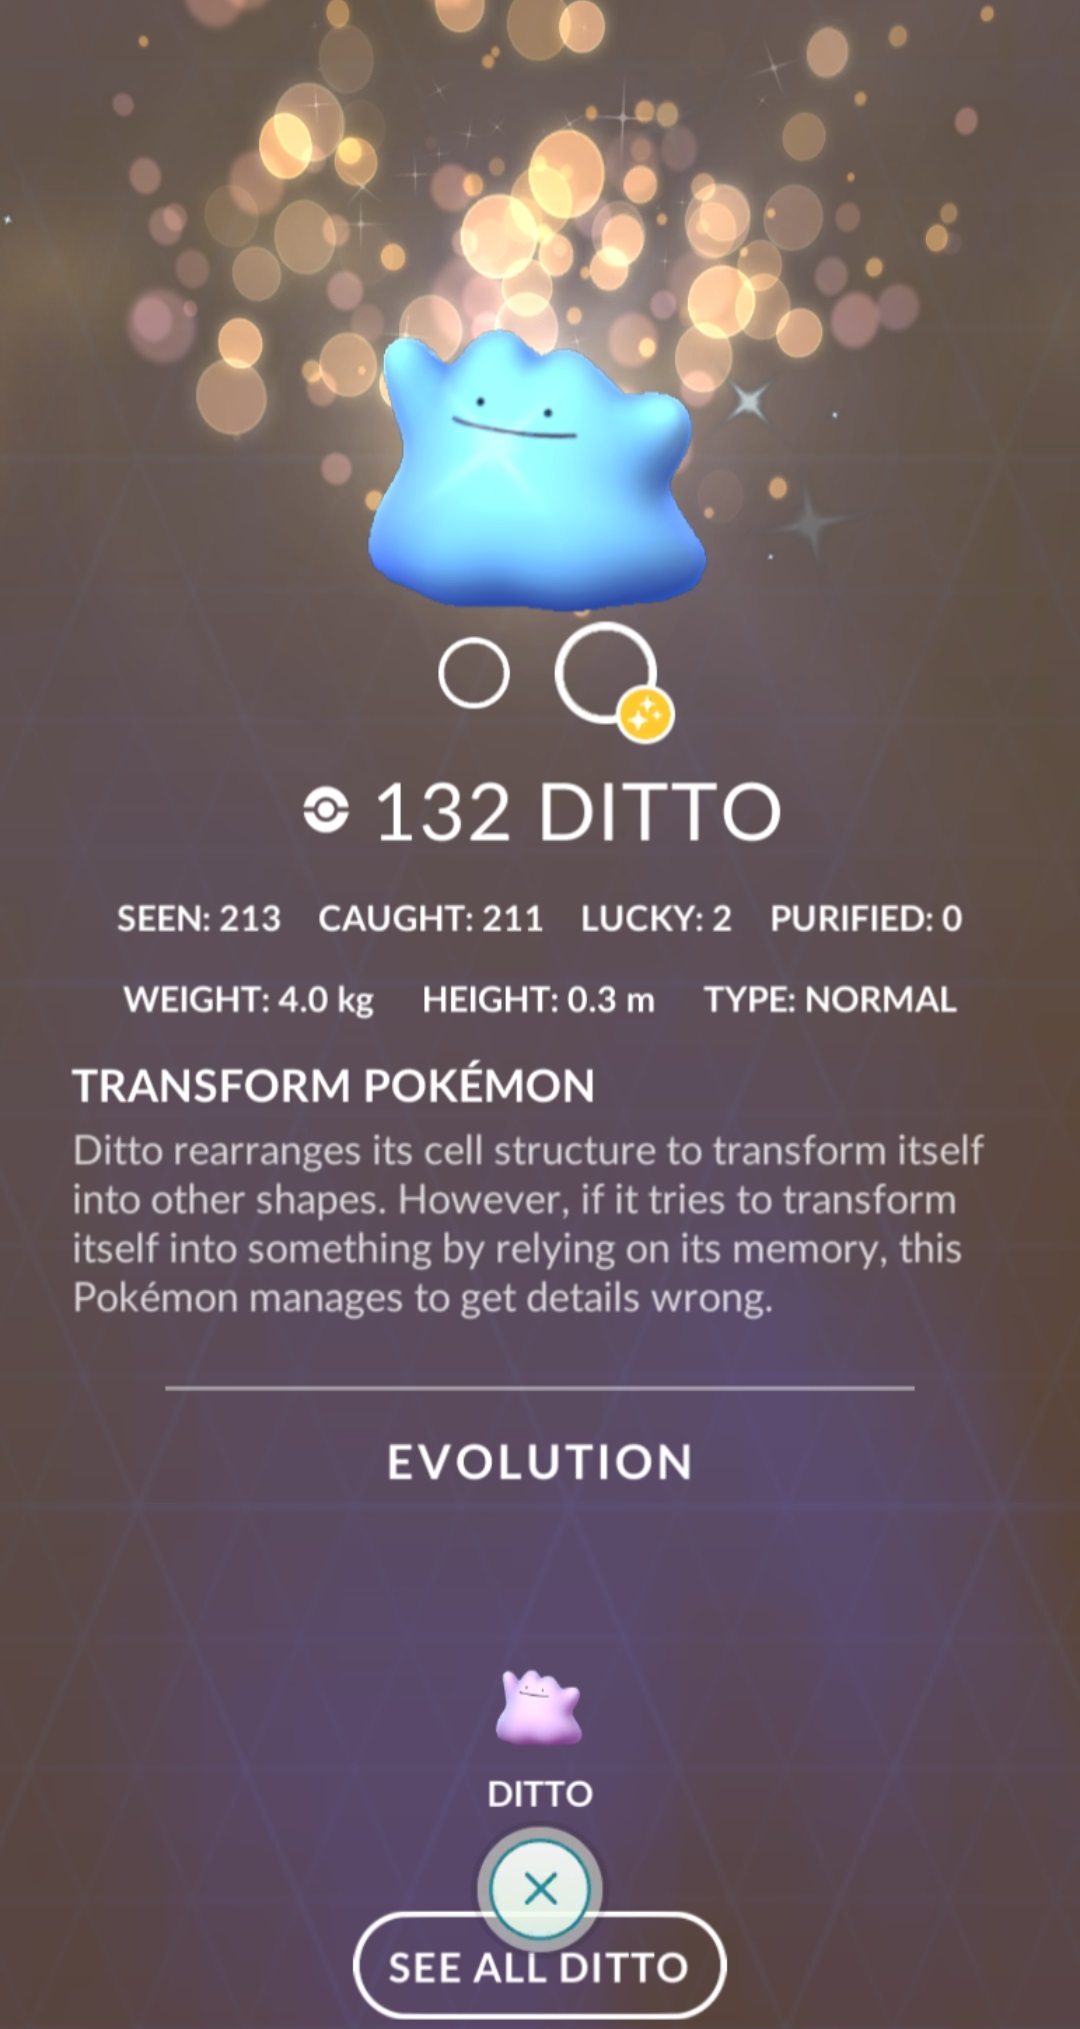 132 DITTO
SEEN: 213 CAUGHT: 211 LUCKY: 2 PURIFIED: 0
WEIGHT: 4.0 kg HEIGHT: 0.3 m TYPE: NORMAL
TRANSFORM POKÉMON
Ditto rearranges its cell structure to transform itself
into other shapes. However, if it tries to transform
itself into something by relying on its memory, this
Pokémon manages to get details wrong.
EVOLUTION
DITTO
SEE ALL DITTO